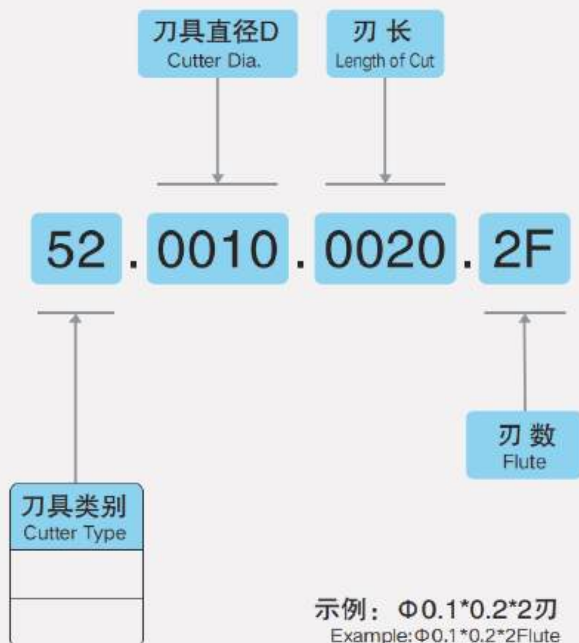 刀具直径D
Cutter Dia.
刃 长
Length of Cut
52 . 0010 . 0020 . 2F
刃 数
Flute
刀具类别
Cutter Type
示例：Φ0.1*0.2*2刃
Example:Φ0.1*0.2*2Flute